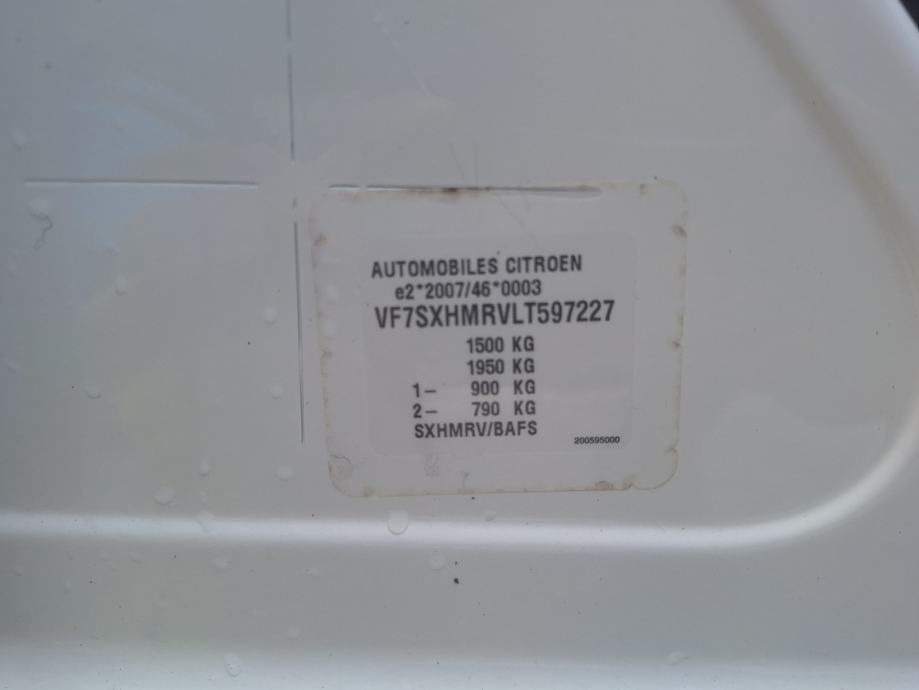 AUTOMOBILES CITROEN
e2*2007/46*0003
VF7SXHMRVLT597227
1500 KG
1950 KG
1– 900 KG
2– 790 KG
SXHMRV/BAFS
200595000